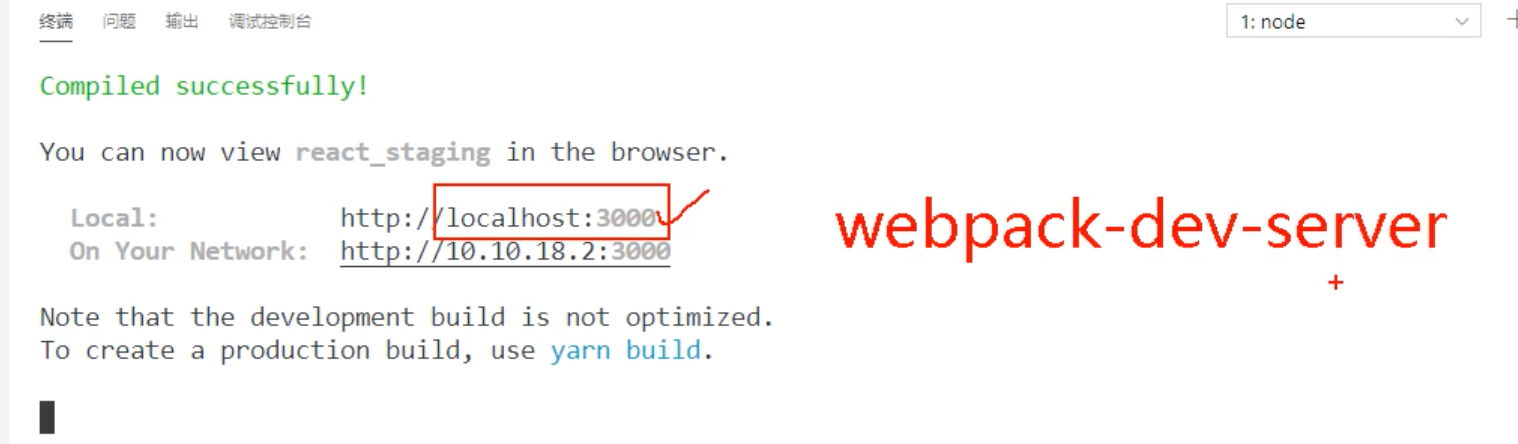 终端 问题 输出 调试控制台 1: node
Compiled successfully!
You can now view react_staging in the browser.
Local: http://localhost:3000
webpack-dev-server
On Your Network: http://10.10.18.2:3000
Note that the development build is not optimized.
To create a production build, use yarn build.